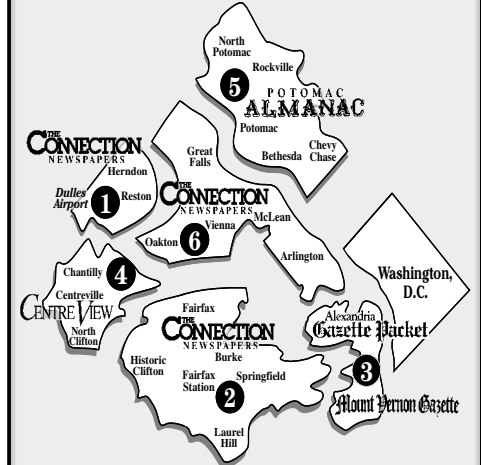 North
Potomac
Rockville
5
POTOMAC
ALMANAC
Potomac
Bethesda
Chevy
Chase
THE
CONNECTION
NEWSPAPERS
Herndon
Dulles
Airport
1
Reston
Great
Falls
THE
CONNECTION
NEWSPAPERS
Vienna
McLean
Oakton
6
Arlington
Chantilly
4
Centreville
CENTRE VIEW
North
Clifton
Washington,
D.C.
Fairfax
THE
CONNECTION
NEWSPAPERS
Burke
Historic
Clifton
Fairfax
Station
Springfield
2
Laurel
Hill
Alexandria
Gazette Packet
3
Mount Vernon Gazette